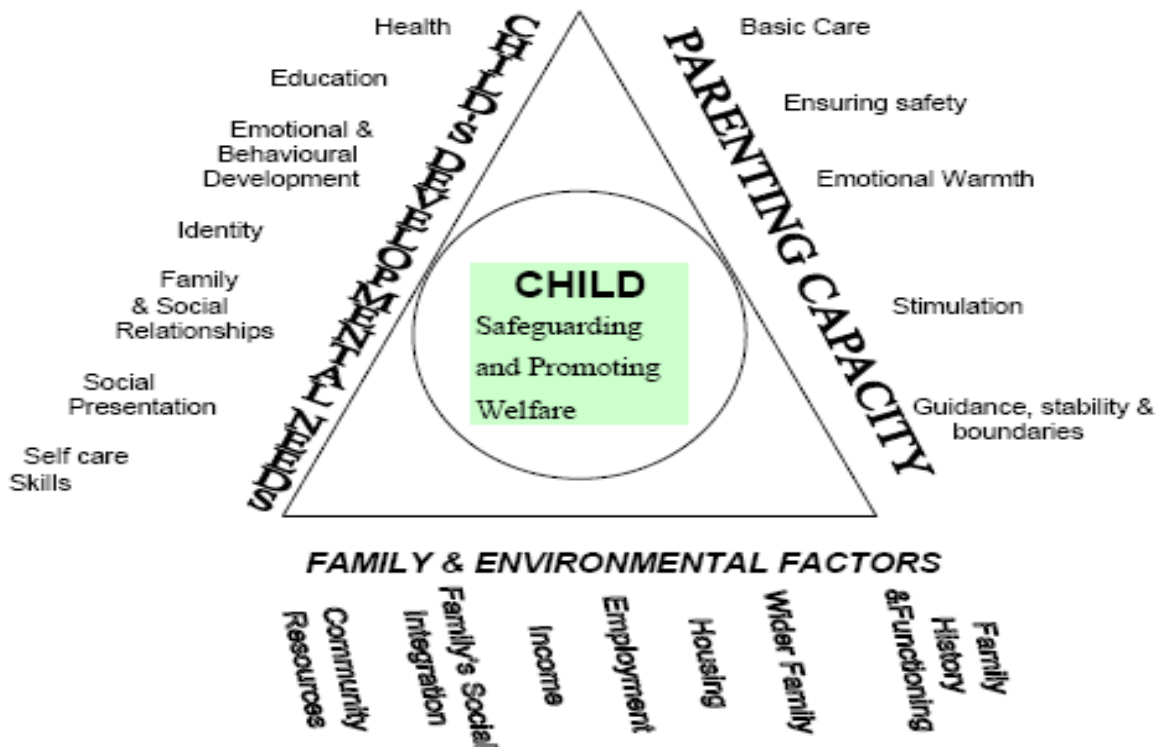 Health
Education
Emotional &
Behavioural
Development
Identity
Family
& Social
Relationships
Social
Presentation
Self care
Skills
CHILD'S DEVELOPMENTAL NEEDS
CHILD
Safeguarding
and Promoting
Welfare
PARENTING CAPACITY
Basic Care
Ensuring safety
Emotional Warmth
Stimulation
Guidance, stability &
boundaries
FAMILY & ENVIRONMENTAL FACTORS
Community
Resources
Family's Social
Integration
Income
Employment
Housing
Wider Family
Family
History
&Functioning